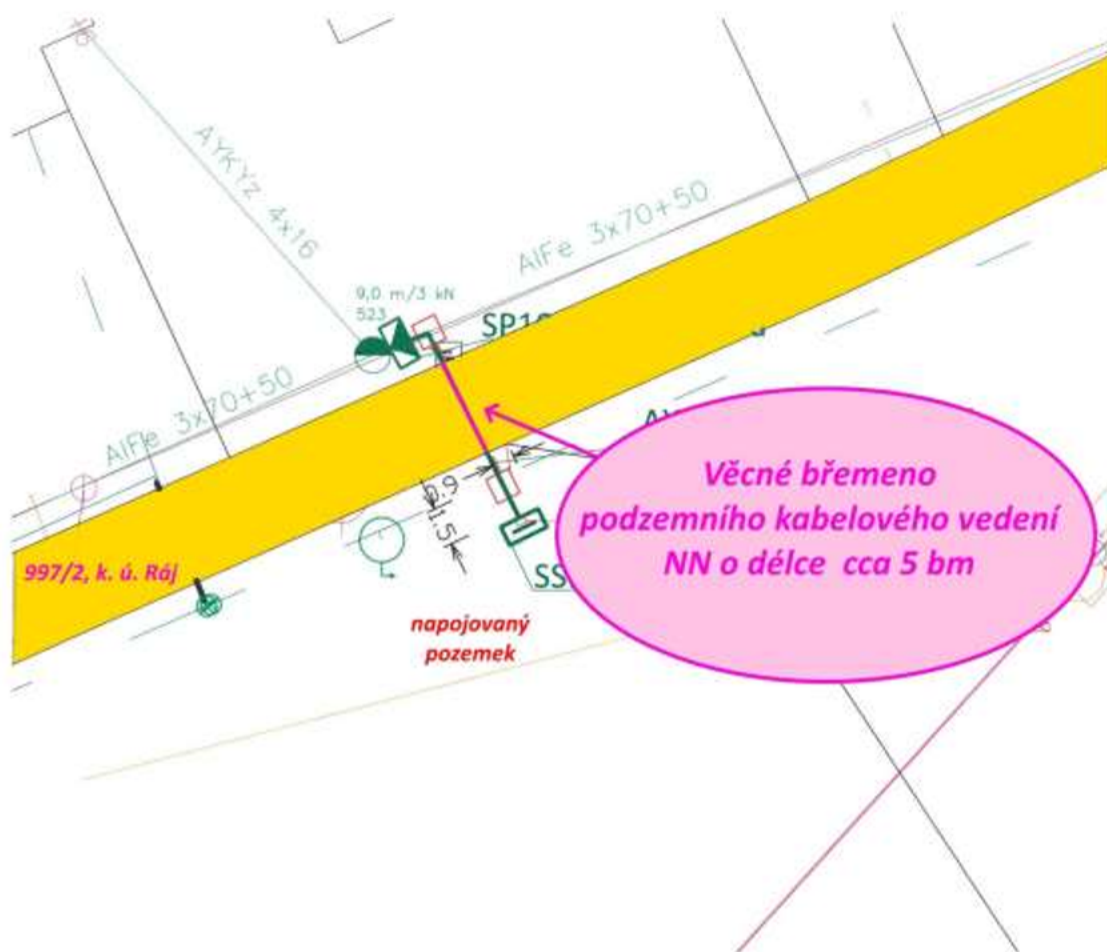 AYKYz 4x16
AlFe 3x70+50
9,0 m/3 kN
523
AlFe 3x70+50
Věcné břemeno
podzemního kabelového vedení
NN o délce cca 5 bm
1.5
997/2, k. ú. Ráj
SS
napojovaný
pozemek